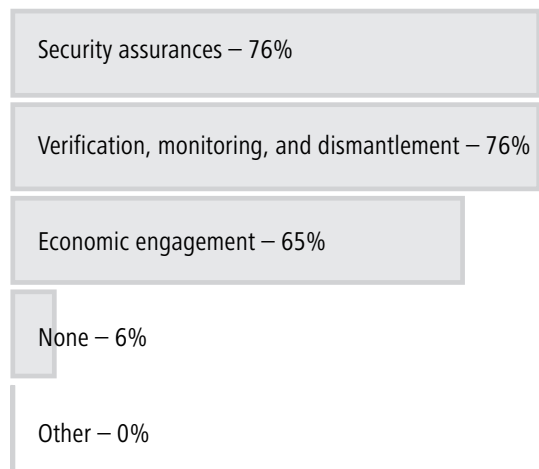 Security assurances – 76%
Verification, monitoring, and dismantlement – 76%
Economic engagement – 65%
None – 6%
Other – 0%